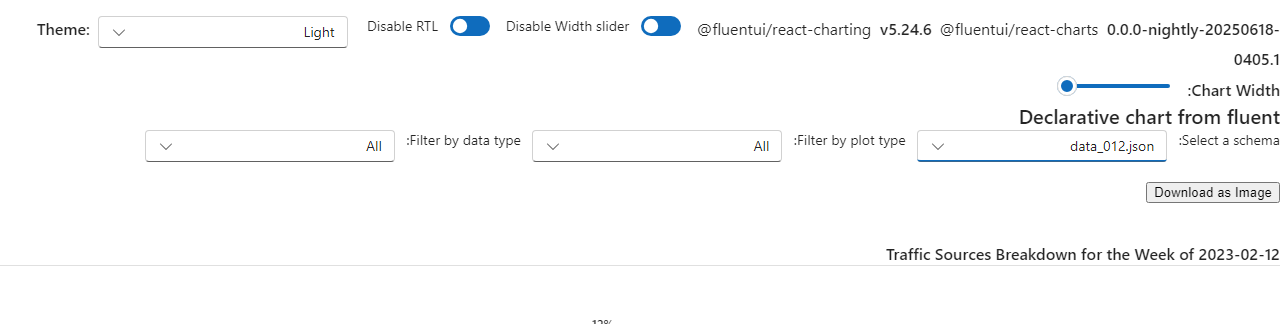 Theme: Light Disable RTL Disable Width slider @fluentui/react-charting v5.24.6 @fluentui/react-charts 0.0.0-nightly-20250618-
0405.1
:Chart Width
Declarative chart from fluent
:Select a schema data_012.json :Filter by plot type All :Filter by data type All
Download as Image
Traffic Sources Breakdown for the Week of 2023-02-12
12%